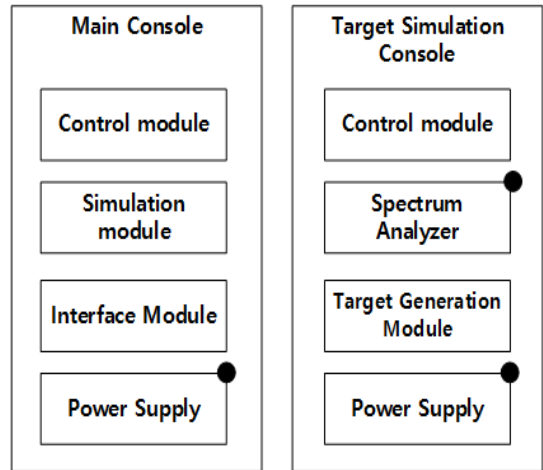 Main Console
Control module
Simulation
module
Interface Module
Power Supply
Target Simulation
Console
Control module
Spectrum
Analyzer
Target Generation
Module
Power Supply